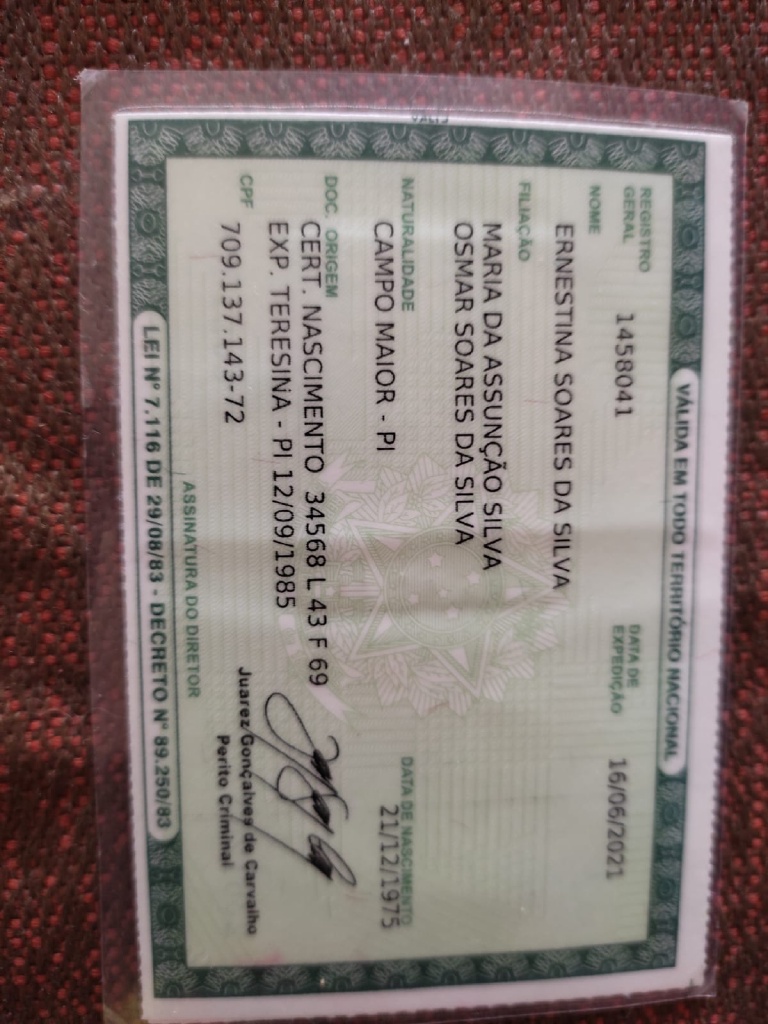 VÁLIDA EM TODO TERRITÓRIO NACIONAL
REGISTRO GERAL 1458041 DATA DE EXPEDIÇÃO 16/06/2021
NOME
ERNESTINA SOARES DA SILVA
FILIAÇÃO
MARIA DA ASSUNÇÃO SILVA
OSMAR SOARES DA SILVA
NATURALIDADE DATA DE NASCIMENTO
CAMPO MAIOR - PI 21/12/1975
DOC. ORIGEM
CERT. NASCIMENTO 34568 L 43 F 69
EXP. TERESINA - PI 12/09/1985
CPF 709.137.143-72
Juarez Gonçalves de Carvalho
Perito Criminal
ASSINATURA DO DIRETOR
LEI Nº 7.116 DE 29/08/83 - DECRETO Nº 89.250/83